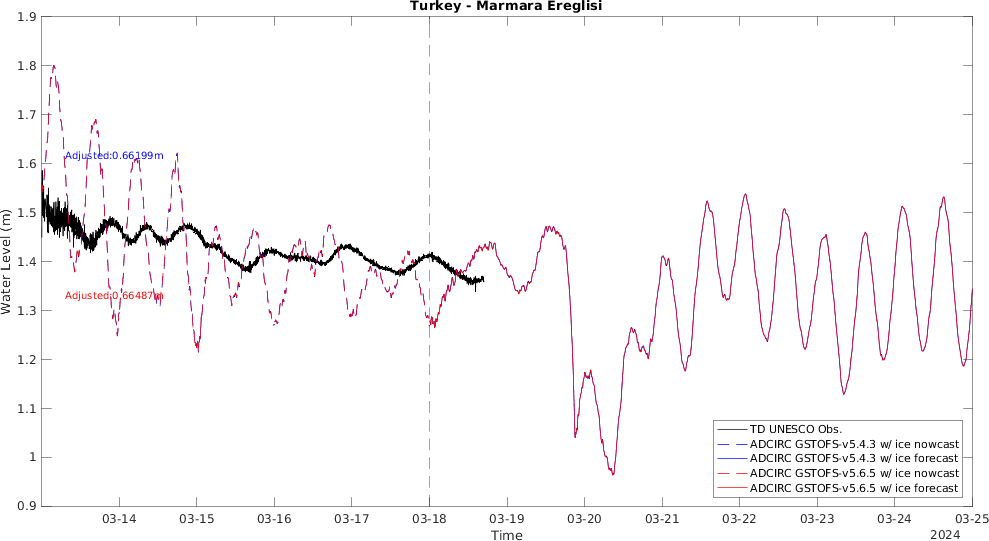 Turkey - Marmara Ereglisi
1.9
1.8
1.7
1.6
1.5
1.4
1.3
1.2
1.1
1
0.9
Water Level (m)
Adjusted:0.66199m
Adjusted:0.66487m
TD UNESCO Obs.
ADCIRC GSTOFS-v5.4.3 w/ ice nowcast
ADCIRC GSTOFS-v5.4.3 w/ ice forecast
ADCIRC GSTOFS-v5.6.5 w/ ice nowcast
ADCIRC GSTOFS-v5.6.5 w/ ice forecast
03-14 03-15 03-16 03-17 03-18 03-19 03-20 03-21 03-22 03-23 03-24 03-25
Time
2024